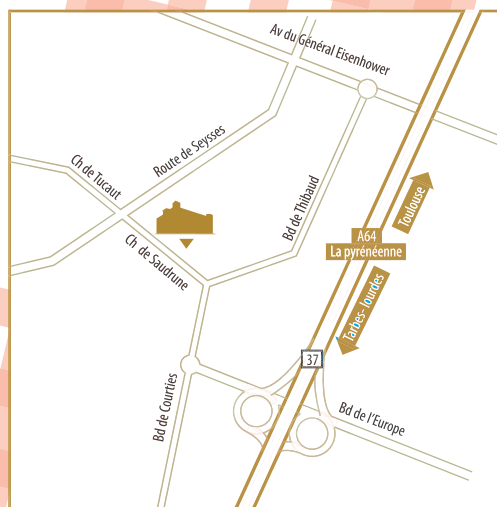 Av du Général Eisenhower
Route de Seysses
Ch de Tucaut
Ch de Saudrune
Bd de Thibaud
Toulouse
A64
La pyrénéenne
Tarbes-lourdes
37
Bd de Courties
Bd de l'Europe